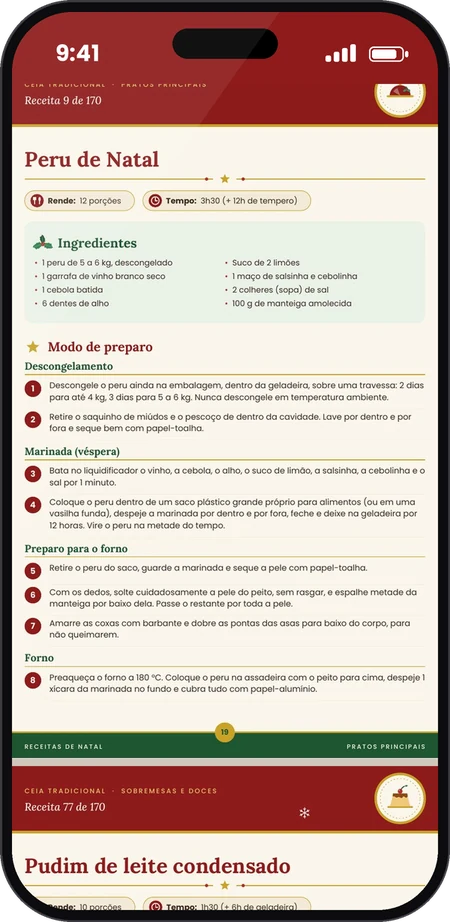 9:41
CEIA TRADICIONAL · PRATOS PRINCIPAIS
Receita 9 de 170
Peru de Natal
Rende: 12 porções
Tempo: 3h30 (+ 12h de tempero)
Ingredientes
• 1 peru de 5 a 6 kg, descongelado
• 1 garrafa de vinho branco seco
• 1 cebola batida
• 6 dentes de alho
• Suco de 2 limões
• 1 maço de salsinha e cebolinha
• 2 colheres (sopa) de sal
• 100 g de manteiga amolecida
Modo de preparo
Descongelamento
1 Descongele o peru ainda na embalagem, dentro da geladeira, sobre uma travessa: 2 dias
para até 4 kg, 3 dias para 5 a 6 kg. Nunca descongele em temperatura ambiente.
2 Retire o saquinho de miúdos e o pescoço de dentro da cavidade. Lave por dentro e por
fora e seque bem com papel-toalha.
Marinada (véspera)
3 Bata no liquidificador o vinho, a cebola, o alho, o suco de limão, a salsinha, a cebolinha e o
sal por 1 minuto.
4 Coloque o peru dentro de um saco plástico grande próprio para alimentos (ou em uma
vasilha funda), despeje a marinada por dentro e por fora, feche e deixe na geladeira por
12 horas. Vire o peru na metade do tempo.
Preparo para o forno
5 Retire o peru do saco, guarde a marinada e seque a pele com papel-toalha.
6 Com os dedos, solte cuidadosamente a pele do peito, sem rasgar, e espalhe metade da
manteiga por baixo dela. Passe o restante por toda a pele.
7 Amarre as coxas com barbante e dobre as pontas das asas para baixo do corpo, para
não queimarem.
Forno
8 Preaqueça o forno a 180 °C. Coloque o peru na assadeira com o peito para cima, despeje 1
xícara da marinada no fundo e cubra tudo com papel-alumínio.
19
RECEITAS DE NATAL
PRATOS PRINCIPAIS
CEIA TRADICIONAL · SOBREMESAS E DOCES
Receita 77 de 170
Pudim de leite condensado
Rende: 10 porções
Tempo: 1h30 (+ 6h de geladeira)